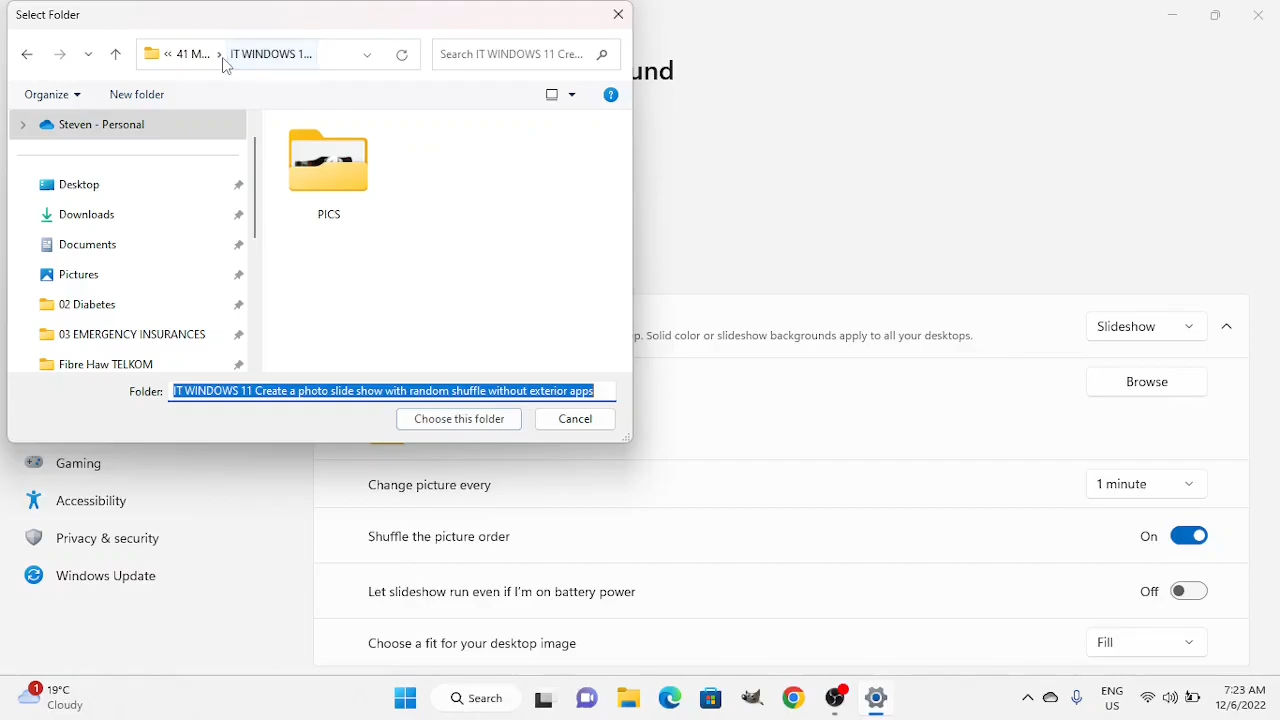 Select Folder
« 41 M... > IT WINDOWS 1...
Search IT WINDOWS 11 Cre...
und
Organize
New folder
Steven - Personal
Desktop
PICS
Downloads
Documents
Pictures
02 Diabetes
03 EMERGENCY INSURANCES
p. Solid color or slideshow backgrounds apply to all your desktops.
Slideshow
Fibre Haw TELKOM
Browse
Folder: IT WINDOWS 11 Create a photo slide show with random shuffle without exterior apps
Choose this folder
Cancel
Gaming
Change picture every
1 minute
Accessibility
Shuffle the picture order
On
Privacy & security
Windows Update
Let slideshow run even if I'm on battery power
Off
Choose a fit for your desktop image
Fill
1
19°C
Cloudy
Search
ENG
US
7:23 AM
12/6/2022